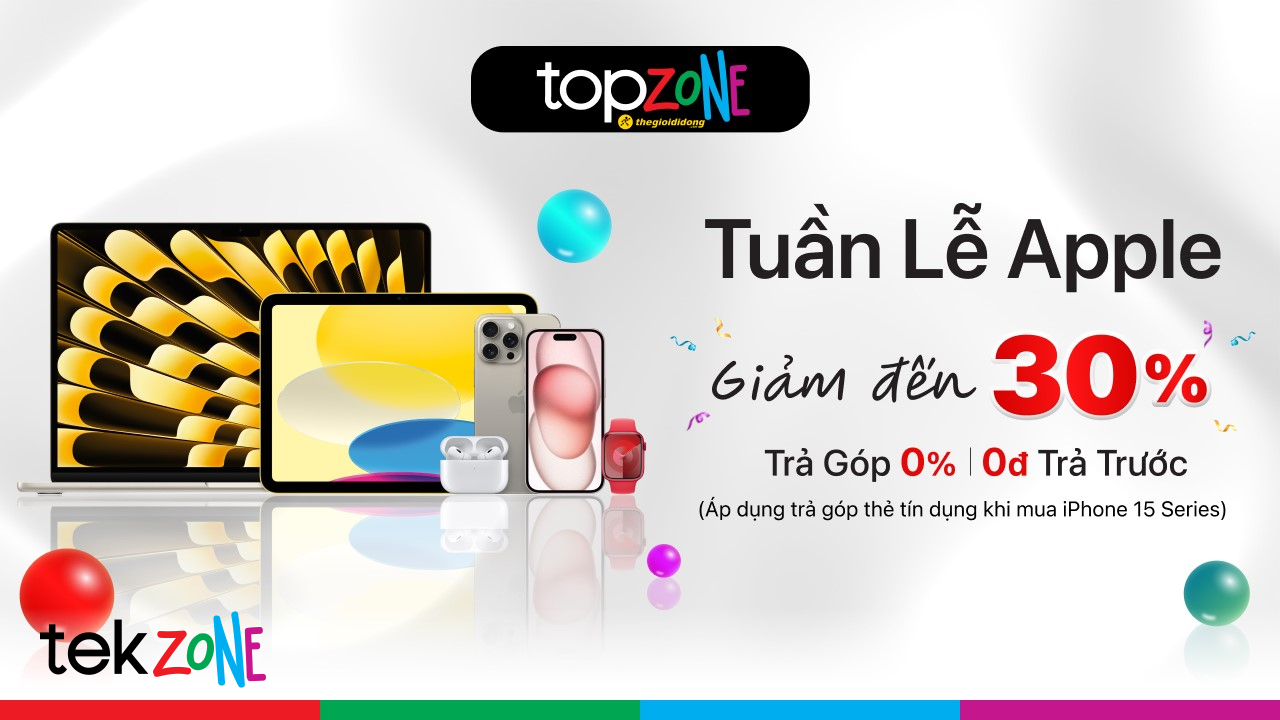 topzone
thegioididong
Tuần Lễ Apple
Giảm đến 30%
Trả Góp 0% | 0đ Trả Trước
(Áp dụng trả góp thẻ tín dụng khi mua iPhone 15 Series)
tekzone